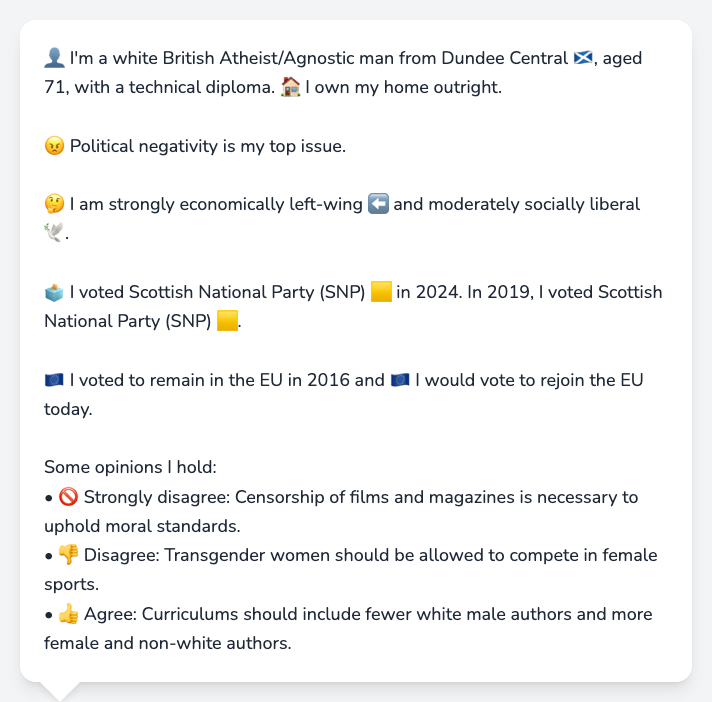 👤 I'm a white British Atheist/Agnostic man from Dundee Central 🏴󠁧󠁢󠁳󠁣󠁴󠁿, aged
71, with a technical diploma. 🏠 I own my home outright.
😠 Political negativity is my top issue.
🤔 I am strongly economically left-wing ⬅️ and moderately socially liberal
🕊️.
🗳️ I voted Scottish National Party (SNP) 🟨 in 2024. In 2019, I voted Scottish
National Party (SNP) 🟨.
🇪🇺 I voted to remain in the EU in 2016 and 🇪🇺 I would vote to rejoin the EU
today.
Some opinions I hold:
• 🚫 Strongly disagree: Censorship of films and magazines is necessary to
uphold moral standards.
• 👎 Disagree: Transgender women should be allowed to compete in female
sports.
• 👍 Agree: Curriculums should include fewer white male authors and more
female and non-white authors.